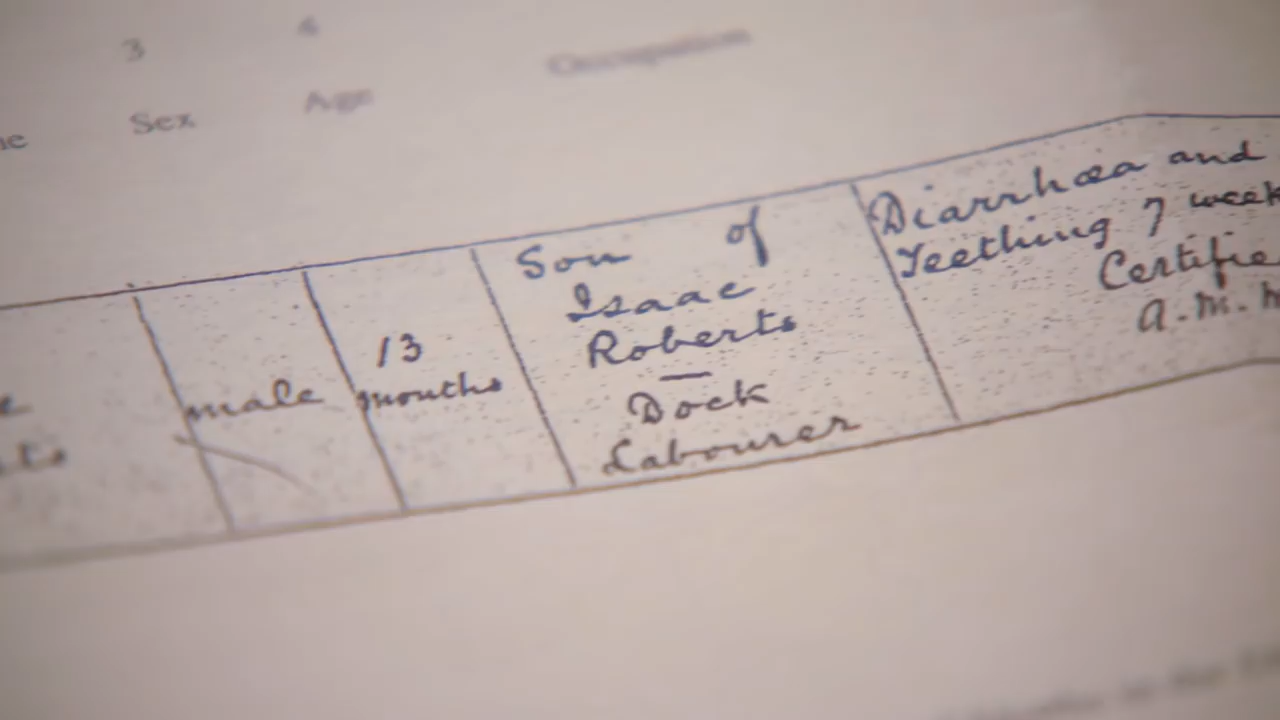 3 4
Sex Age Occupation
male
13
months
Son of
Isaac
Roberts
—
Dock
Labourer
Diarrhœa and
Teething 7 week
Certifie
A.M.